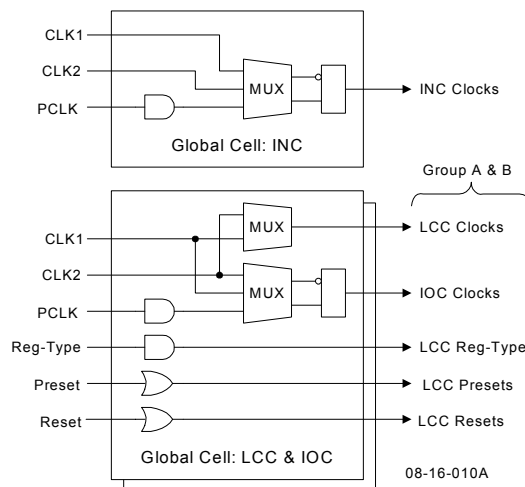 CLK1
CLK2
PCLK
MUX
INC Clocks
Global Cell: INC
Group A & B
CLK1
CLK2
PCLK
Reg-Type
Preset
Reset
MUX
MUX
LCC Clocks
IOC Clocks
LCC Reg-Type
LCC Presets
LCC Resets
Global Cell: LCC & IOC
08-16-010A